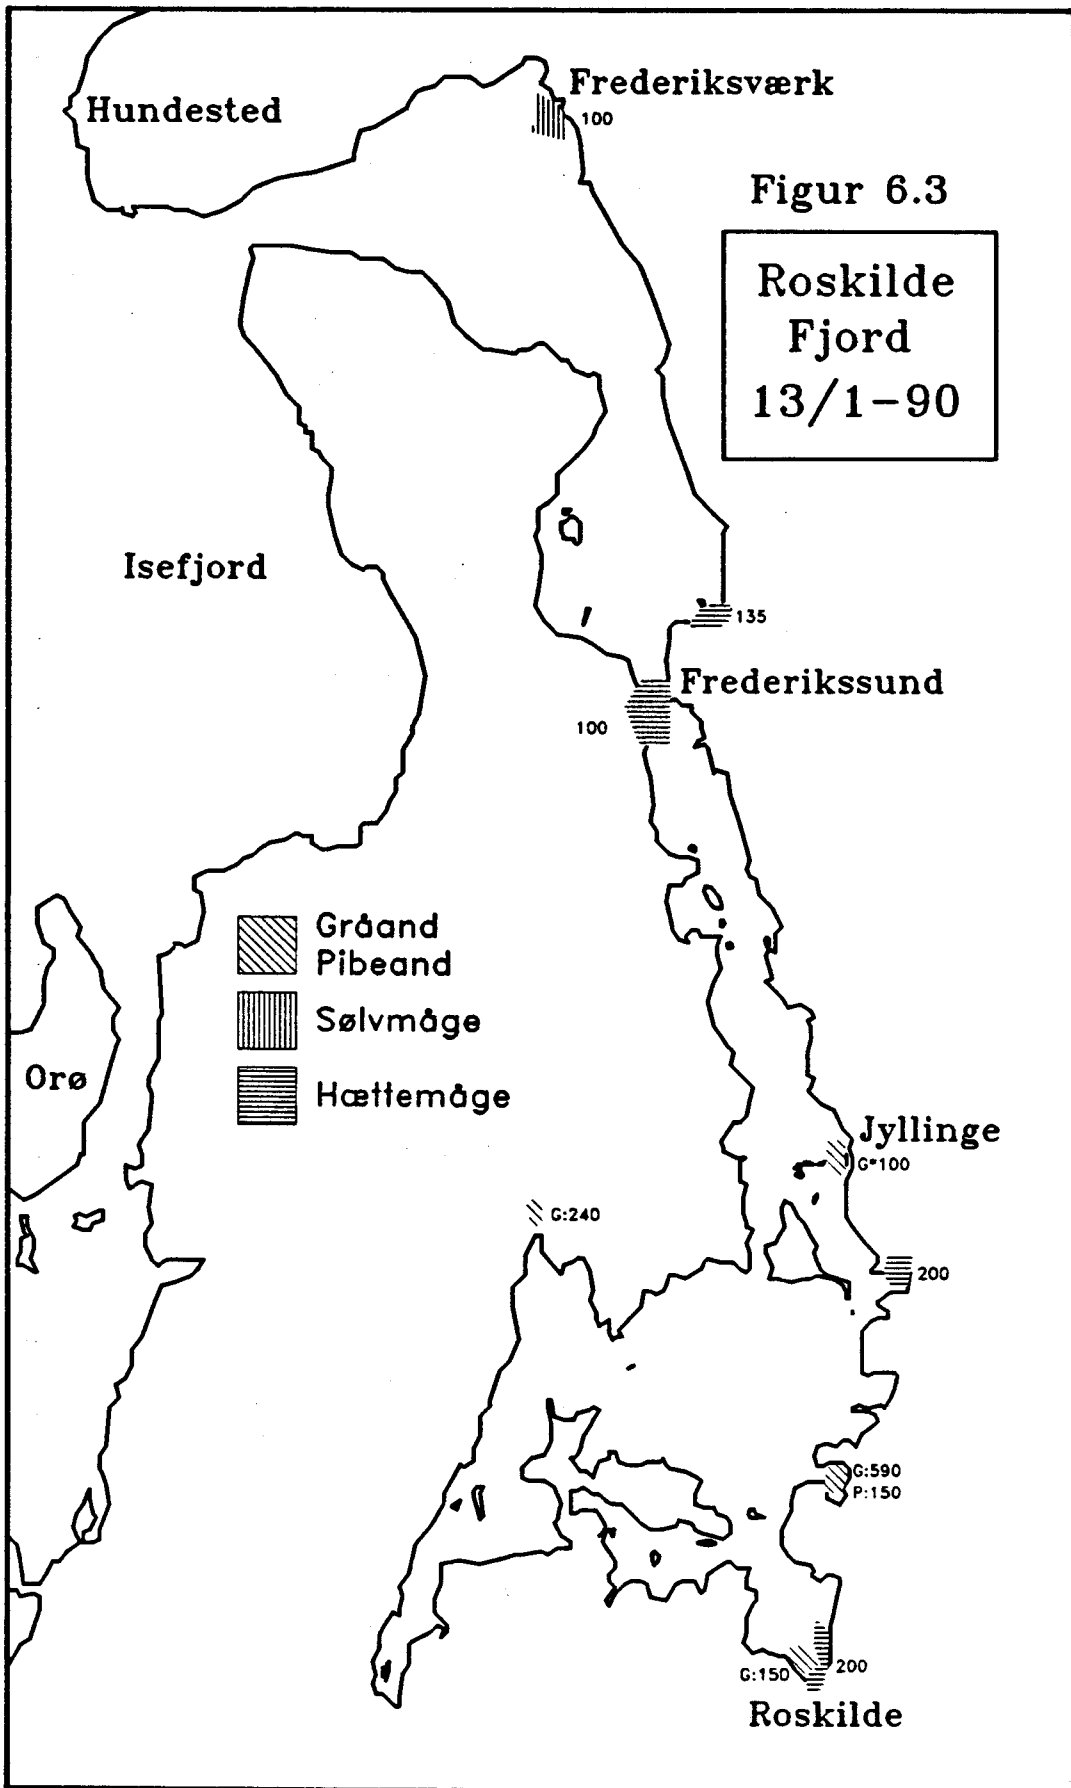 Frederiksværk
Hundested
100
Figur 6.3
Roskilde
Fjord
13/1-90
Isefjord
135
Frederikssund
100
Gråand
Pibeand
Sølvmåge
Hættemåge
Orø
Jyllinge
G*100
G:240
200
G:590
P:150
G:150
200
Roskilde